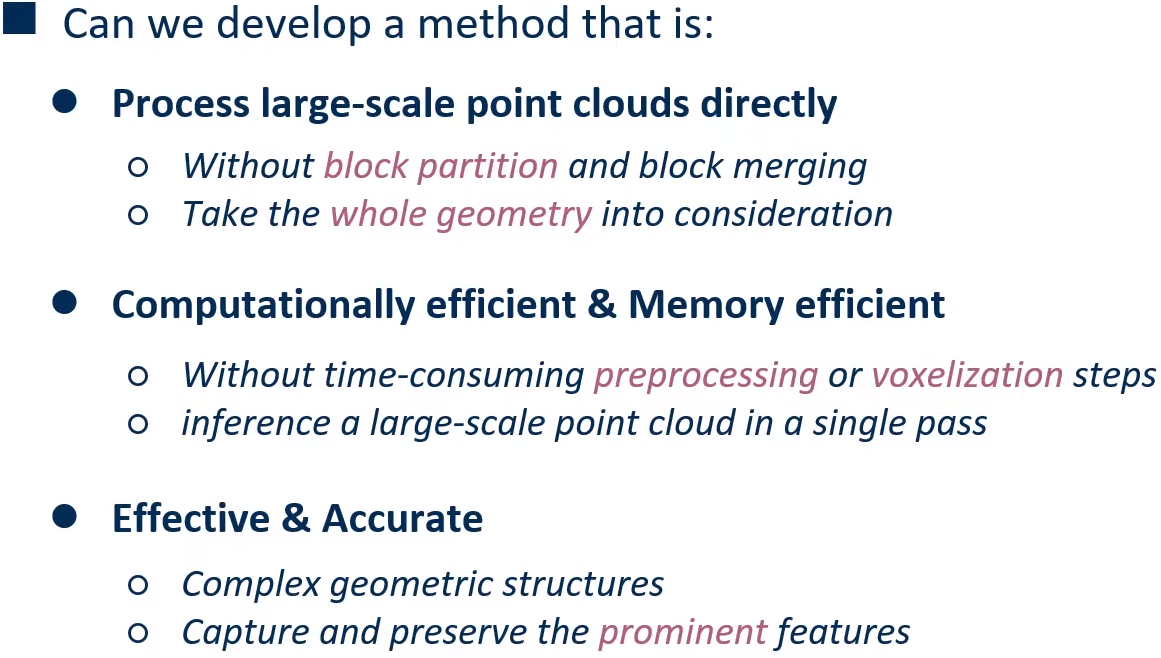 Can we develop a method that is:
Process large-scale point clouds directly
Without block partition and block merging
Take the whole geometry into consideration
Computationally efficient & Memory efficient
Without time-consuming preprocessing or voxelization steps
inference a large-scale point cloud in a single pass
Effective & Accurate
Complex geometric structures
Capture and preserve the prominent features